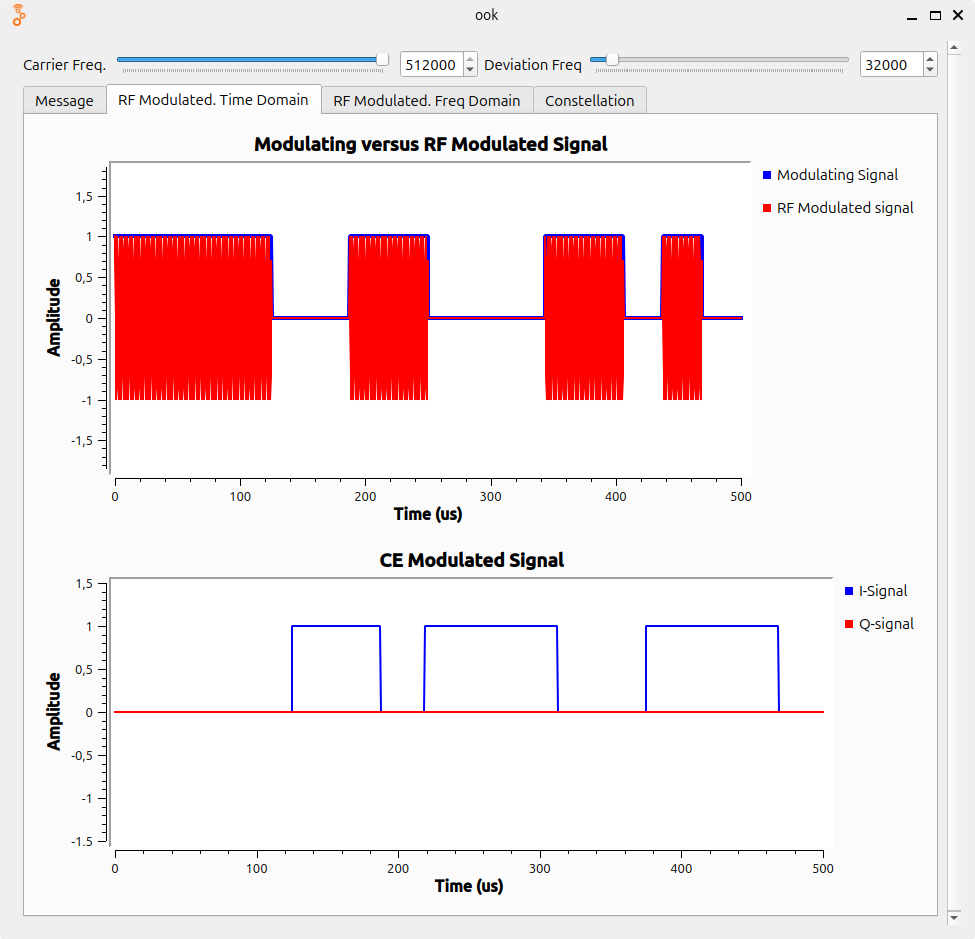 ook
Carrier Freq. 512000 Deviation Freq 32000
Message RF Modulated. Time Domain RF Modulated. Freq Domain Constellation
Modulating versus RF Modulated Signal
Modulating Signal
RF Modulated signal
Amplitude
1,5
1
0,5
0
-0,5
-1
-1,5
0 100 200 300 400 500
Time (us)
CE Modulated Signal
I-Signal
Q-signal
Amplitude
1,5
1
0,5
0
-0,5
-1
-1.5
0 100 200 300 400 500
Time (us)